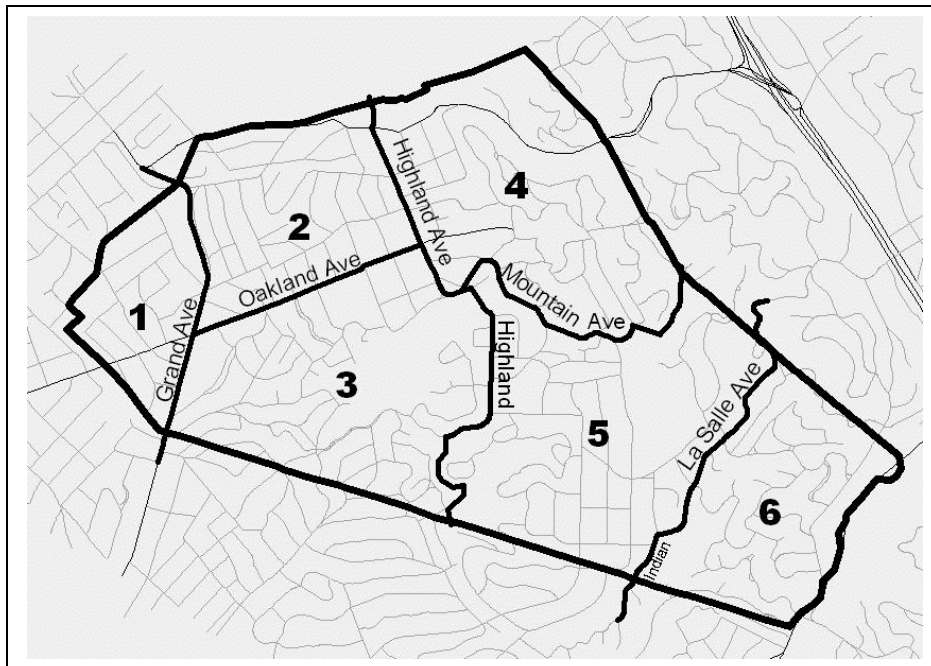 Highland Ave
4
2
Oakland Ave
Mountain Ave
1
Grand Ave
Highland
3
La Salle Ave
5
6
Indian